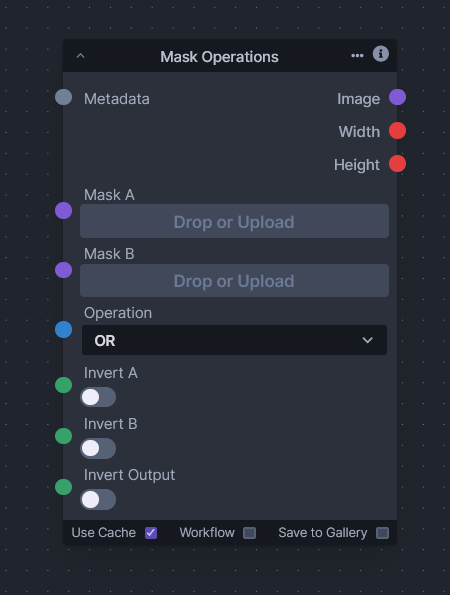 Mask Operations
Metadata
Image
Width
Height
Mask A
Drop or Upload
Mask B
Drop or Upload
Operation
OR
Invert A
Invert B
Invert Output
Use Cache Workflow Save to Gallery